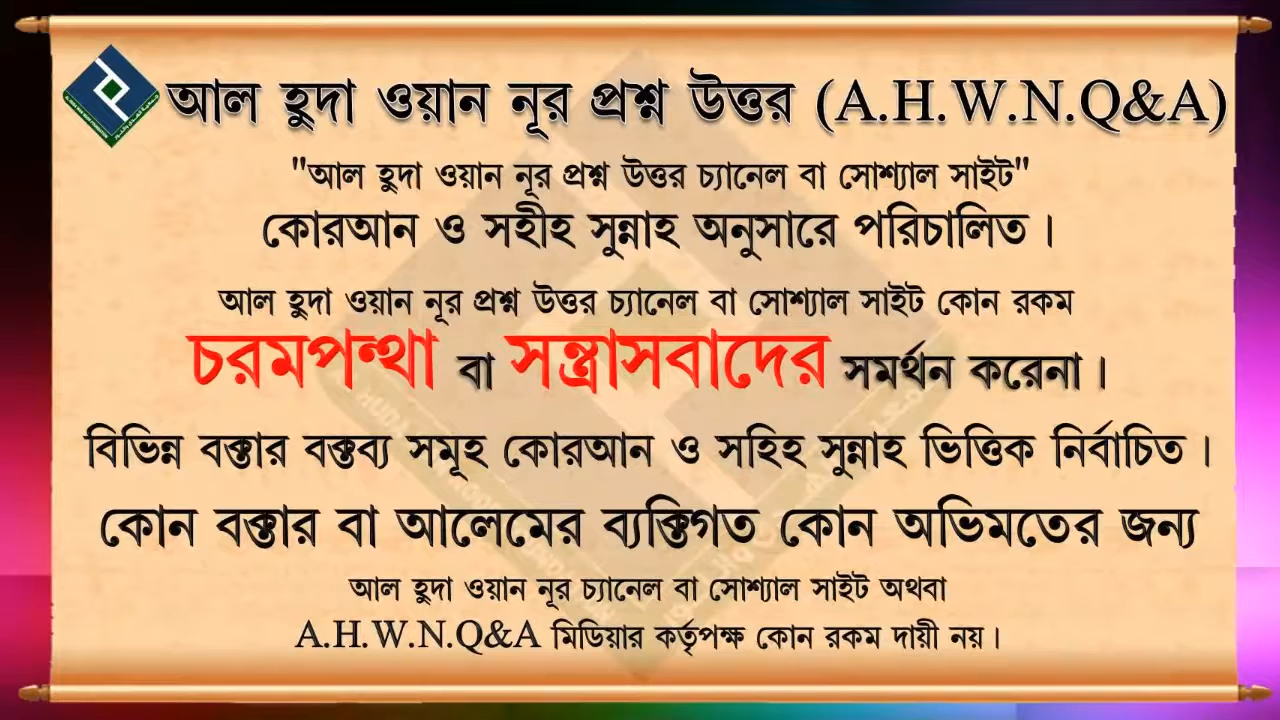 আল হুদা ওয়ান নূর প্রশ্ন উত্তর (A.H.W.N.Q&A)
"আল হুদা ওয়ান নূর প্রশ্ন উত্তর চ্যানেল বা সোশ্যাল সাইট"
কোরআন ও সহীহ সুন্নাহ অনুসারে পরিচালিত।
আল হুদা ওয়ান নূর প্রশ্ন উত্তর চ্যানেল বা সোশ্যাল সাইট কোন রকম
চরমপন্থা বা সন্ত্রাসবাদের সমর্থন করেনা।
বিভিন্ন বক্তার বক্তব্য সমূহ কোরআন ও সহিহ সুন্নাহ ভিত্তিক নির্বাচিত।
কোন বক্তার বা আলেমের ব্যক্তিগত কোন অভিমতের জন্য
আল হুদা ওয়ান নূর চ্যানেল বা সোশ্যাল সাইট অথবা
A.H.W.N.Q&A মিডিয়ার কর্তৃপক্ষ কোন রকম দায়ী নয়।